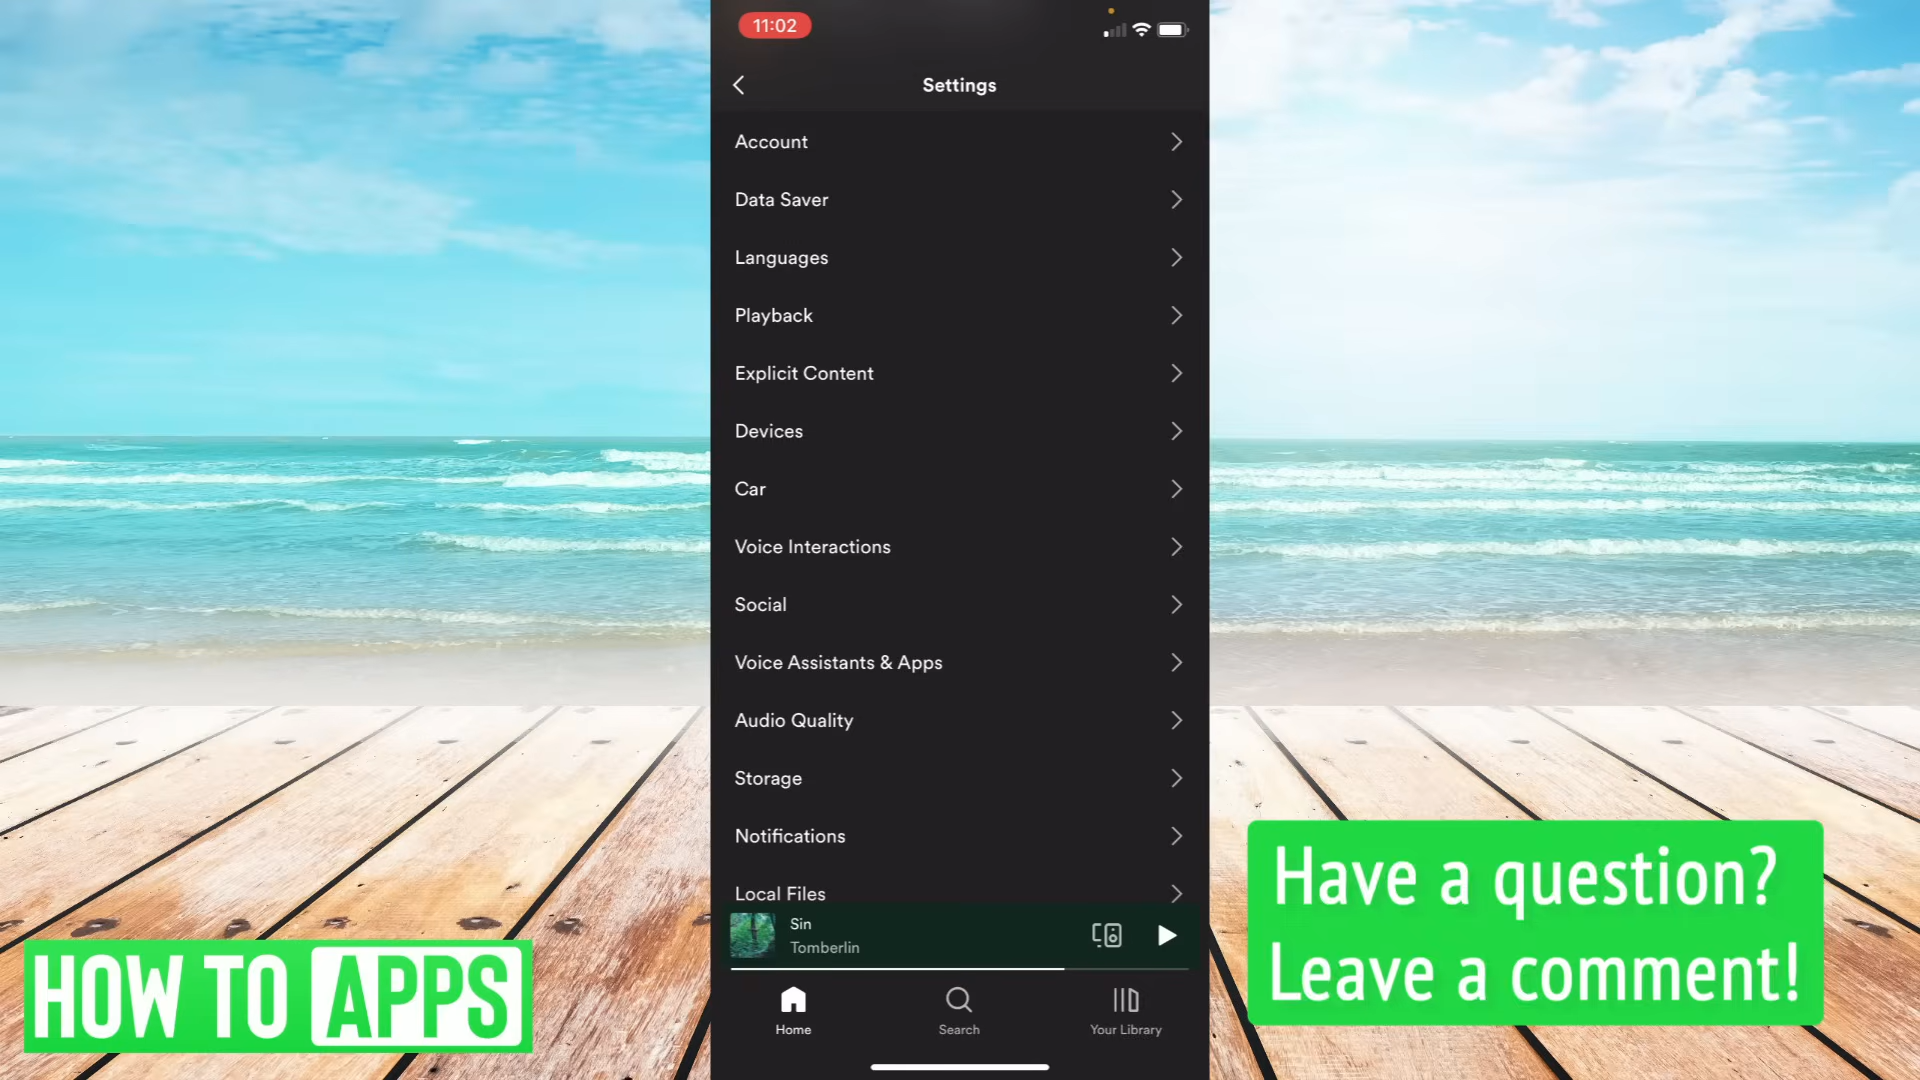 11:02
Settings
Account
Data Saver
Languages
Playback
Explicit Content
Devices
Car
Voice Interactions
Social
Voice Assistants & Apps
Audio Quality
Storage
Notifications
Local Files
Sin
Tomberlin
Home
Search
Your Library
HOW TO APPS
Have a question?
Leave a comment!